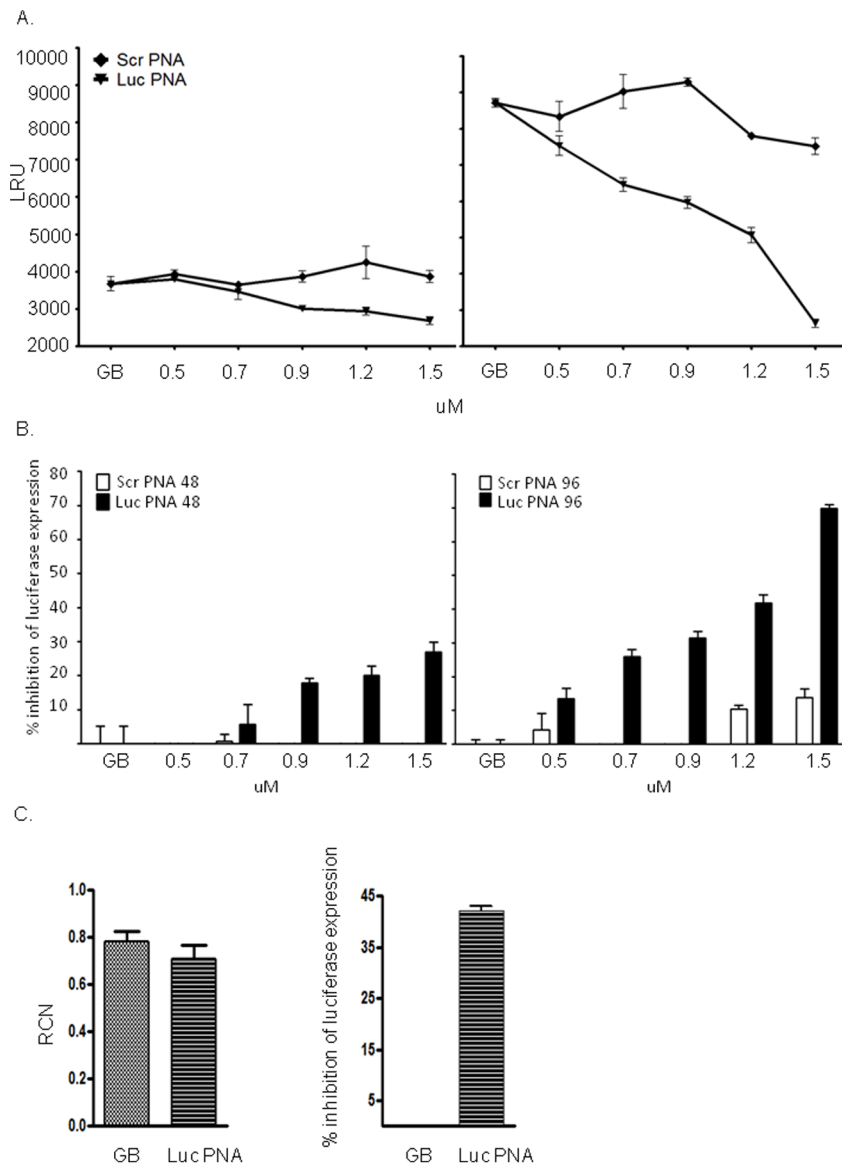 A.
Scr PNA
Luc PNA
LRU
10000
9000
8000
7000
6000
5000
4000
3000
2000
GB 0.5 0.7 0.9 1.2 1.5 GB 0.5 0.7 0.9 1.2 1.5
uM
B.
% inhibition of luciferase expression
80
70
60
50
40
30
20
10
Scr PNA 48
Luc PNA 48
Scr PNA 96
Luc PNA 96
GB 0.5 0.7 0.9 1.2 1.5 GB 0.5 0.7 0.9 1.2 1.5
uM uM
C.
RCN
1.0
0.8
0.6
0.4
0.2
0.0
GB Luc PNA
% inhibition of luciferase expression
45
35
25
15
5
GB Luc PNA